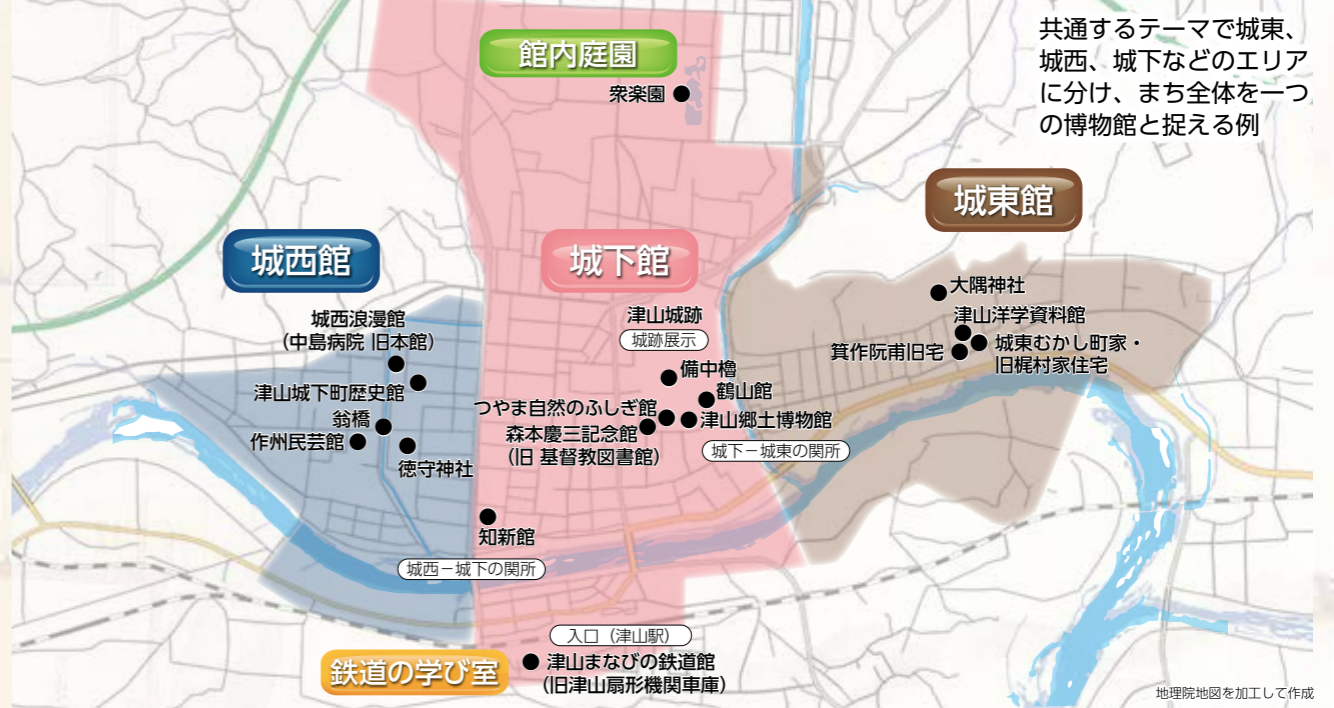 共通するテーマで城東、
城西、城下などのエリア
に分け、まち全体を一つ
の博物館と捉える例
館内庭園
衆楽園
城東館
城西館
城下館
大隅神社
津山洋学資料館
箕作阮甫旧宅
城東むかし町家・
旧梶村家住宅
城西浪漫館
(中島病院 旧本館)
津山城下町歴史館
翁橋
作州民芸館
徳守神社
津山城跡
城跡展示
備中櫓
鶴山館
つやま自然のふしぎ館
津山郷土博物館
森本慶三記念館
(旧 基督教図書館)
城下ー城東の関所
知新館
城西ー城下の関所
入口(津山駅)
鉄道の学び室
津山まなびの鉄道館
(旧津山扇形機関車庫)
地理院地図を加工して作成